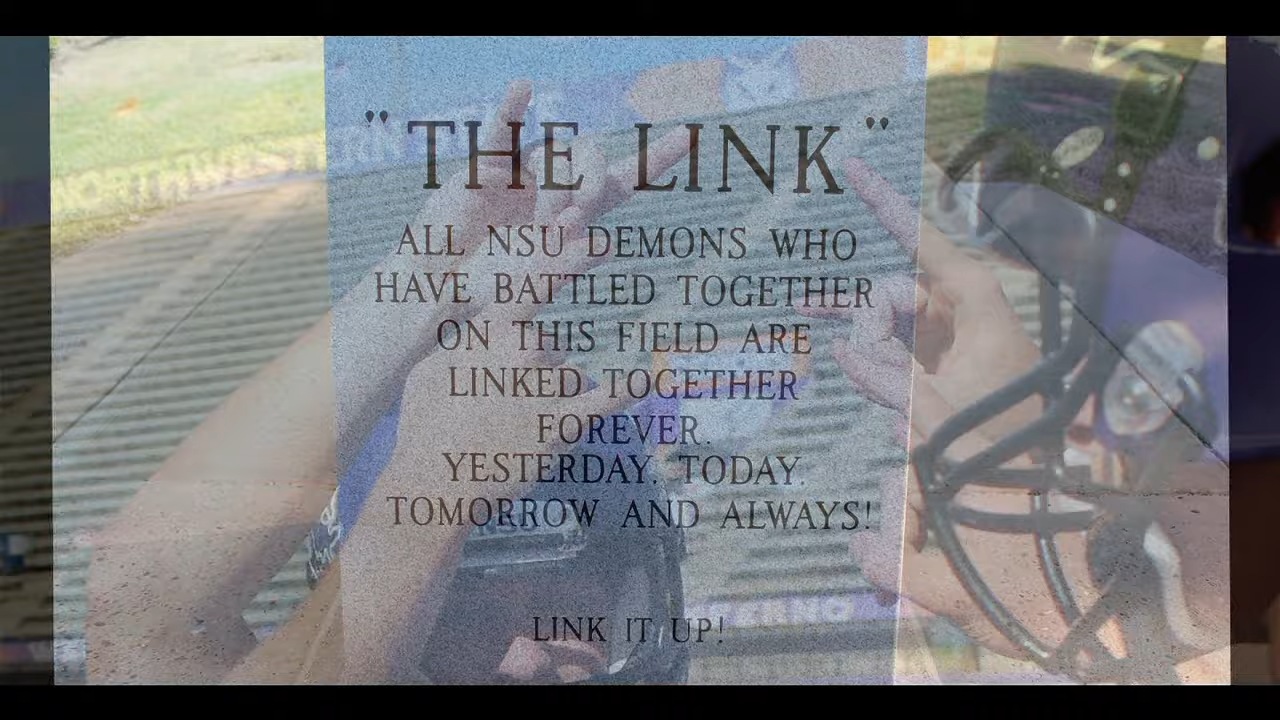 "THE LINK"
ALL NSU DEMONS WHO
HAVE BATTLED TOGETHER
ON THIS FIELD ARE
LINKED TOGETHER
FOREVER.
YESTERDAY, TODAY,
TOMORROW AND ALWAYS!
LINK IT UP!